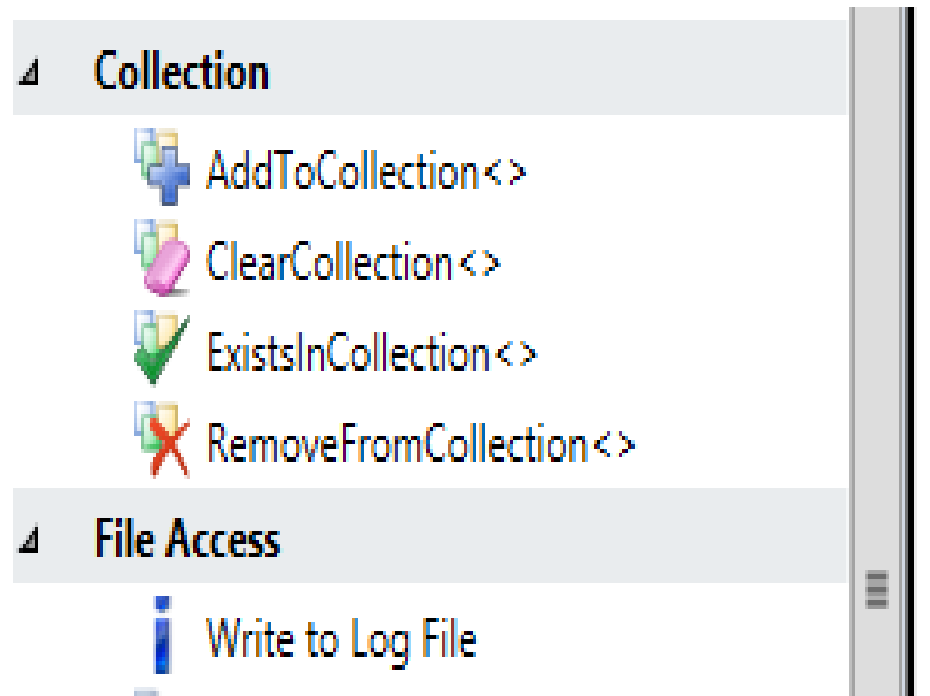 Collection
AddToCollection<>
ClearCollection<>
ExistsInCollection<>
RemoveFromCollection<>
File Access
Write to Log File